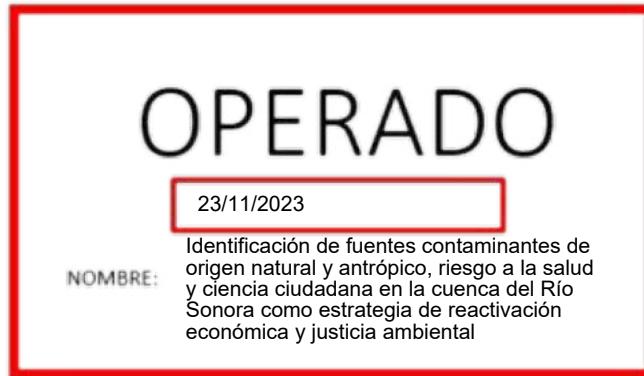 OPERADO
23/11/2023
NOMBRE:
Identificación de fuentes contaminantes de
origen natural y antrópico, riesgo a la salud
y ciencia ciudadana en la cuenca del Río
Sonora como estrategia de reactivación
económica y justicia ambiental